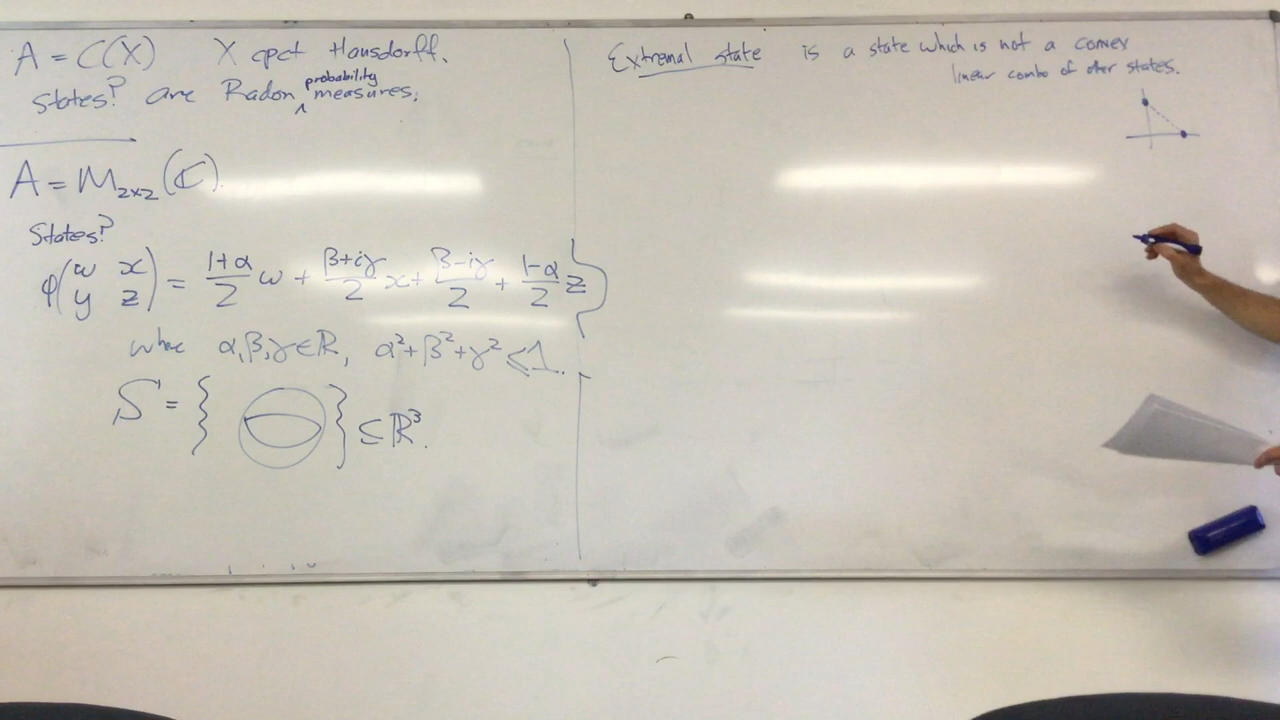 A = C(X) X cpct Hausdorff.
States? are Radon probability measures.
A = M₂ₓ₂(ℂ).
States?
φ(w x y z) = (1+α)/2 w + (β+iγ)/2 x + (β-iγ)/2 + (1-α)/2 z
where α,β,γ∈ℝ, α²+β²+γ² ≤ 1.
S = { } ⊆ ℝ³.
Extremal state is a state which is not a convex
linear combo of other states.